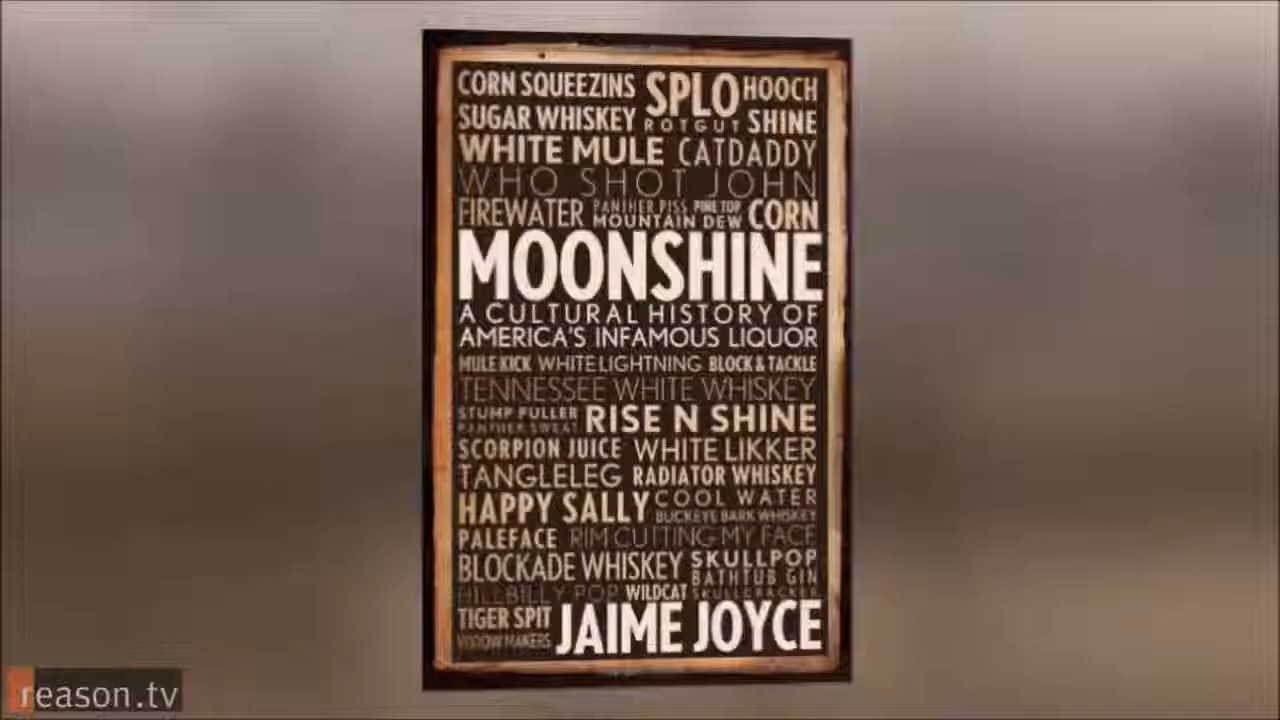 CORN SQUEEZINS SPLO HOOCH
SUGAR WHISKEY ROTGUT SHINE
WHITE MULE CATDADDY
WHO SHOT JOHN
FIREWATER PANTHER PISS PINE TOP MOUNTAIN DEW CORN
MOONSHINE
A CULTURAL HISTORY OF
AMERICA'S INFAMOUS LIQUOR
MULE KICK WHITE LIGHTNING BLOCK & TACKLE
TENNESSEE WHITE WHISKEY
STUMP PULLER PANTHER SWEAT RISE N SHINE
SCORPION JUICE WHITE LIKKER
TANGLELEG RADIATOR WHISKEY
HAPPY SALLY COOL WATER BUCKEYE BARK WHISKEY
PALEFACE RIM CUTTING MY FACE
BLOCKADE WHISKEY SKULLPOP BATHTUB GIN
HILLBILLY POP WILDCAT SKULLCRACKER
TIGER SPIT WIDOW MAKERS JAIME JOYCE
reason.tv